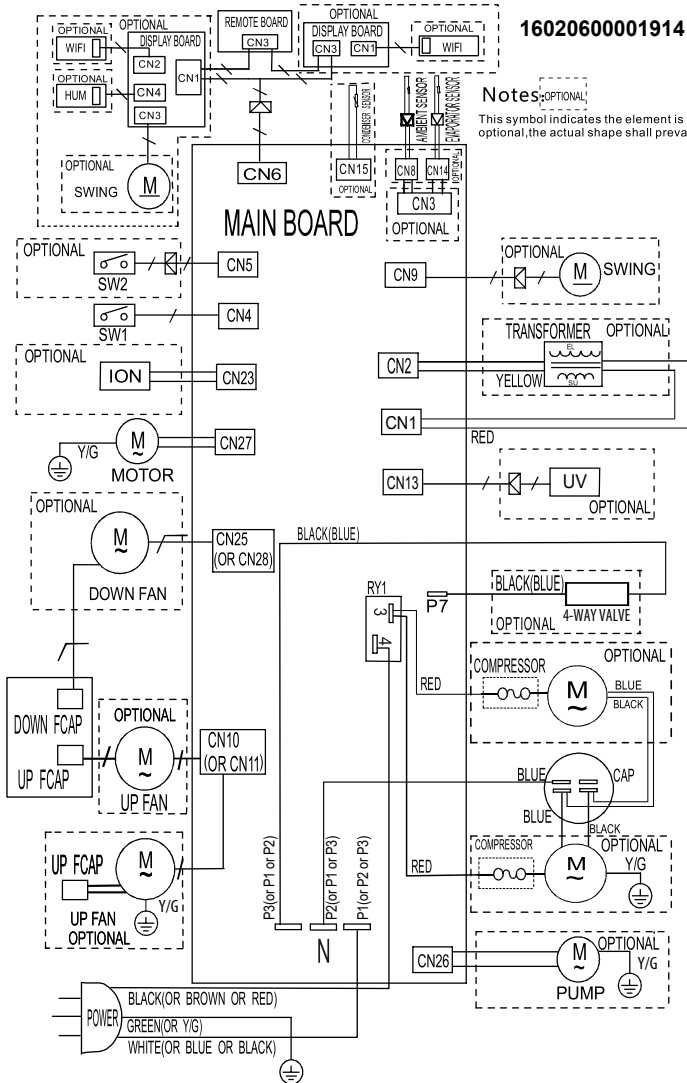 16020600001914
Notes:
OPTIONAL
This symbol indicates the element is
optional,the actual shape shall preva
OPTIONAL
OPTIONAL
WIFI
DISPLAY BOARD
CN2
CN1
OPTIONAL
HUM
CN4
CN3
OPTIONAL
SWING
M
REMOTE BOARD
CN3
OPTIONAL
DISPLAY BOARD
CN3
CN1
OPTIONAL
WIFI
CN6
CONDENSER SENSOR
CN15
OPTIONAL
AMBIENT SENSOR
EVAPORATOR SENSOR
CN8
CN14
OPTIONAL
CN3
OPTIONAL
MAIN BOARD
OPTIONAL
SW2
CN5
SW1
CN4
OPTIONAL
ION
CN23
M
~
Y/G
MOTOR
CN27
OPTIONAL
M
~
DOWN FAN
CN25
(OR CN28)
DOWN FCAP
UP FCAP
OPTIONAL
M
~
UP FAN
CN10
(OR CN11)
UP FCAP
M
~
Y/G
UP FAN
OPTIONAL
CN9
OPTIONAL
M
SWING
TRANSFORMER
OPTIONAL
EL
SU
CN2
YELLOW
CN1
RED
CN13
UV
OPTIONAL
BLACK(BLUE)
RY1
3
4
P7
BLACK(BLUE)
4-WAY VALVE
OPTIONAL
OPTIONAL
COMPRESSOR
RED
M
~
BLUE
BLACK
BLUE
CAP
BLUE
BLACK
COMPRESSOR
RED
M
~
OPTIONAL
Y/G
P3(or P1 or P2)
P2(or P1 or P3)
P1(or P2 or P3)
N
CN26
M
~
OPTIONAL
Y/G
PUMP
POWER
BLACK(OR BROWN OR RED)
GREEN(OR Y/G)
WHITE(OR BLUE OR BLACK)